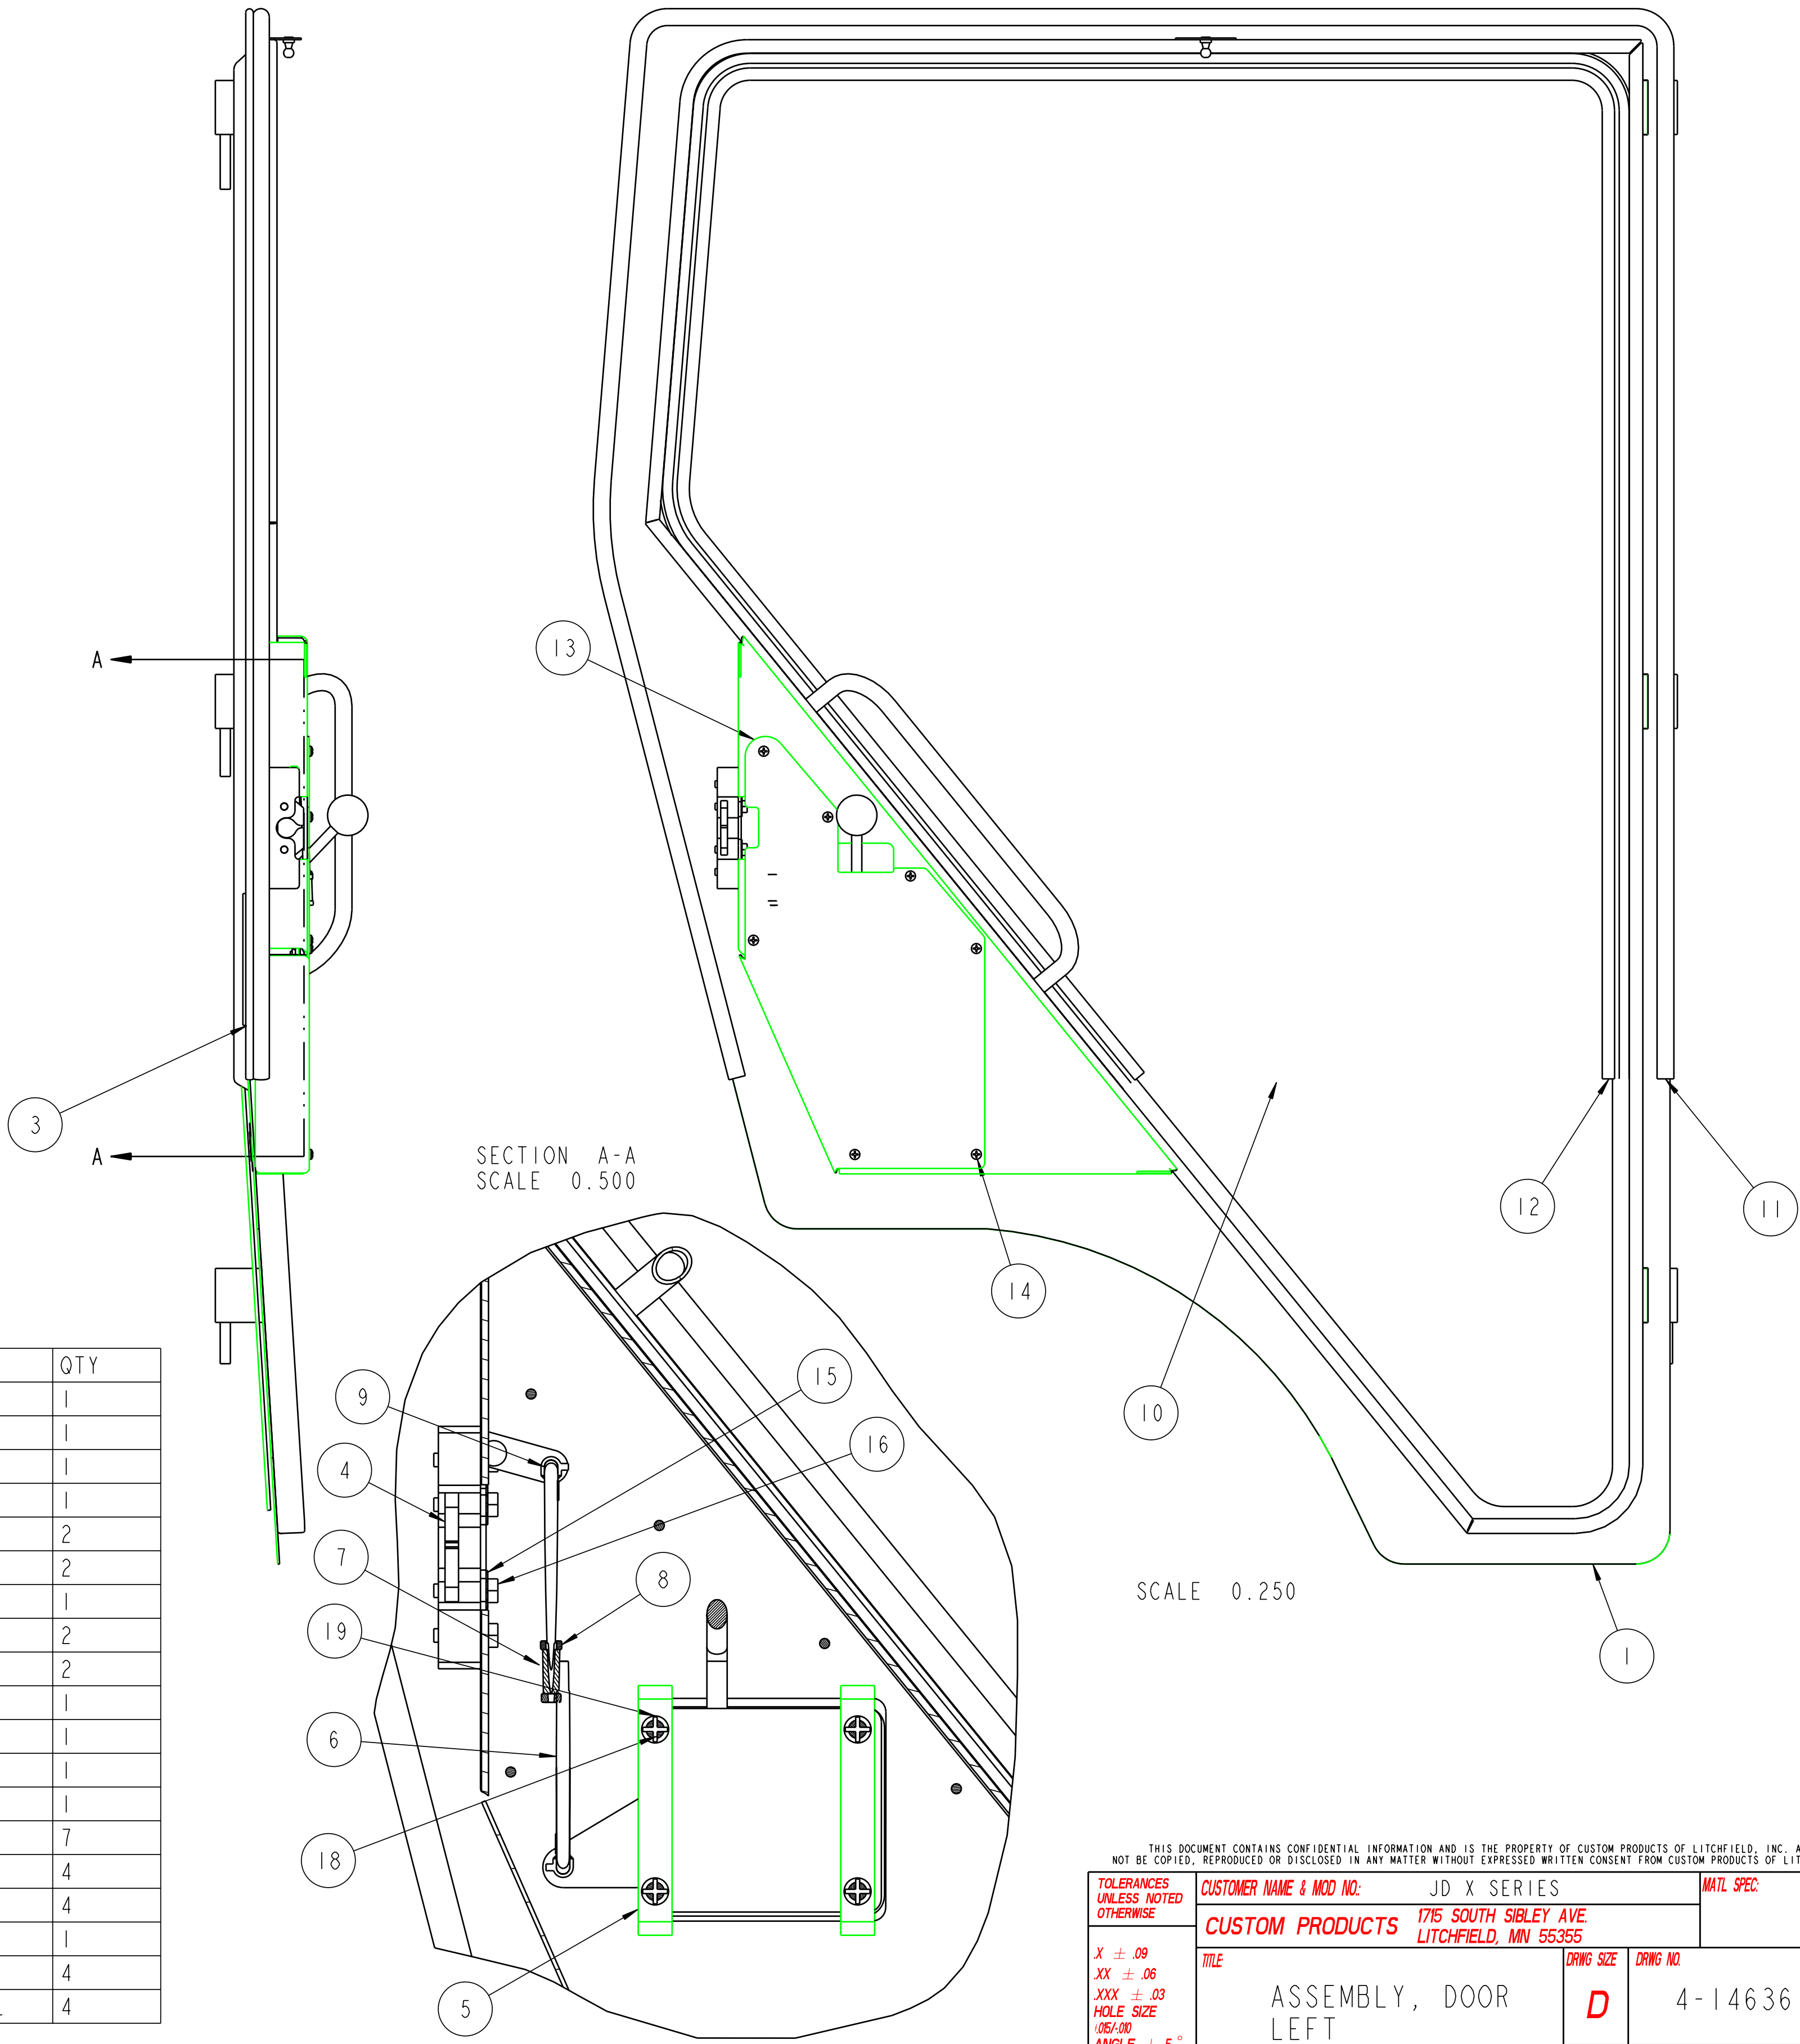 A
13
A
3
SECTION A-A
SCALE 0.500
12
11
14
10
15
9
16
4
7
8
SCALE 0.250
19
1
6
18
5
QTY
1
1
1
1
2
2
1
2
2
1
1
1
1
7
4
4
1
4
4
THIS DOCUMENT CONTAINS CONFIDENTIAL INFORMATION AND IS THE PROPERTY OF CUSTOM PRODUCTS OF LITCHFIELD, INC. A
NOT BE COPIED, REPRODUCED OR DISCLOSED IN ANY MATTER WITHOUT EXPRESSED WRITTEN CONSENT FROM CUSTOM PRODUCTS OF LIT
TOLERANCES
UNLESS NOTED
OTHERWISE
.X ± .09
.XX ± .06
.XXX ± .03
HOLE SIZE
+.015/-.010
ANGLE ± .5°
CUSTOMER NAME & MOD NO.: JD X SERIES
MATL SPEC:
CUSTOM PRODUCTS
1715 SOUTH SIBLEY AVE.
LITCHFIELD, MN 55355
TITLE:
ASSEMBLY, DOOR
LEFT
DRWG SIZE
D
DRWG NO.
4-14636